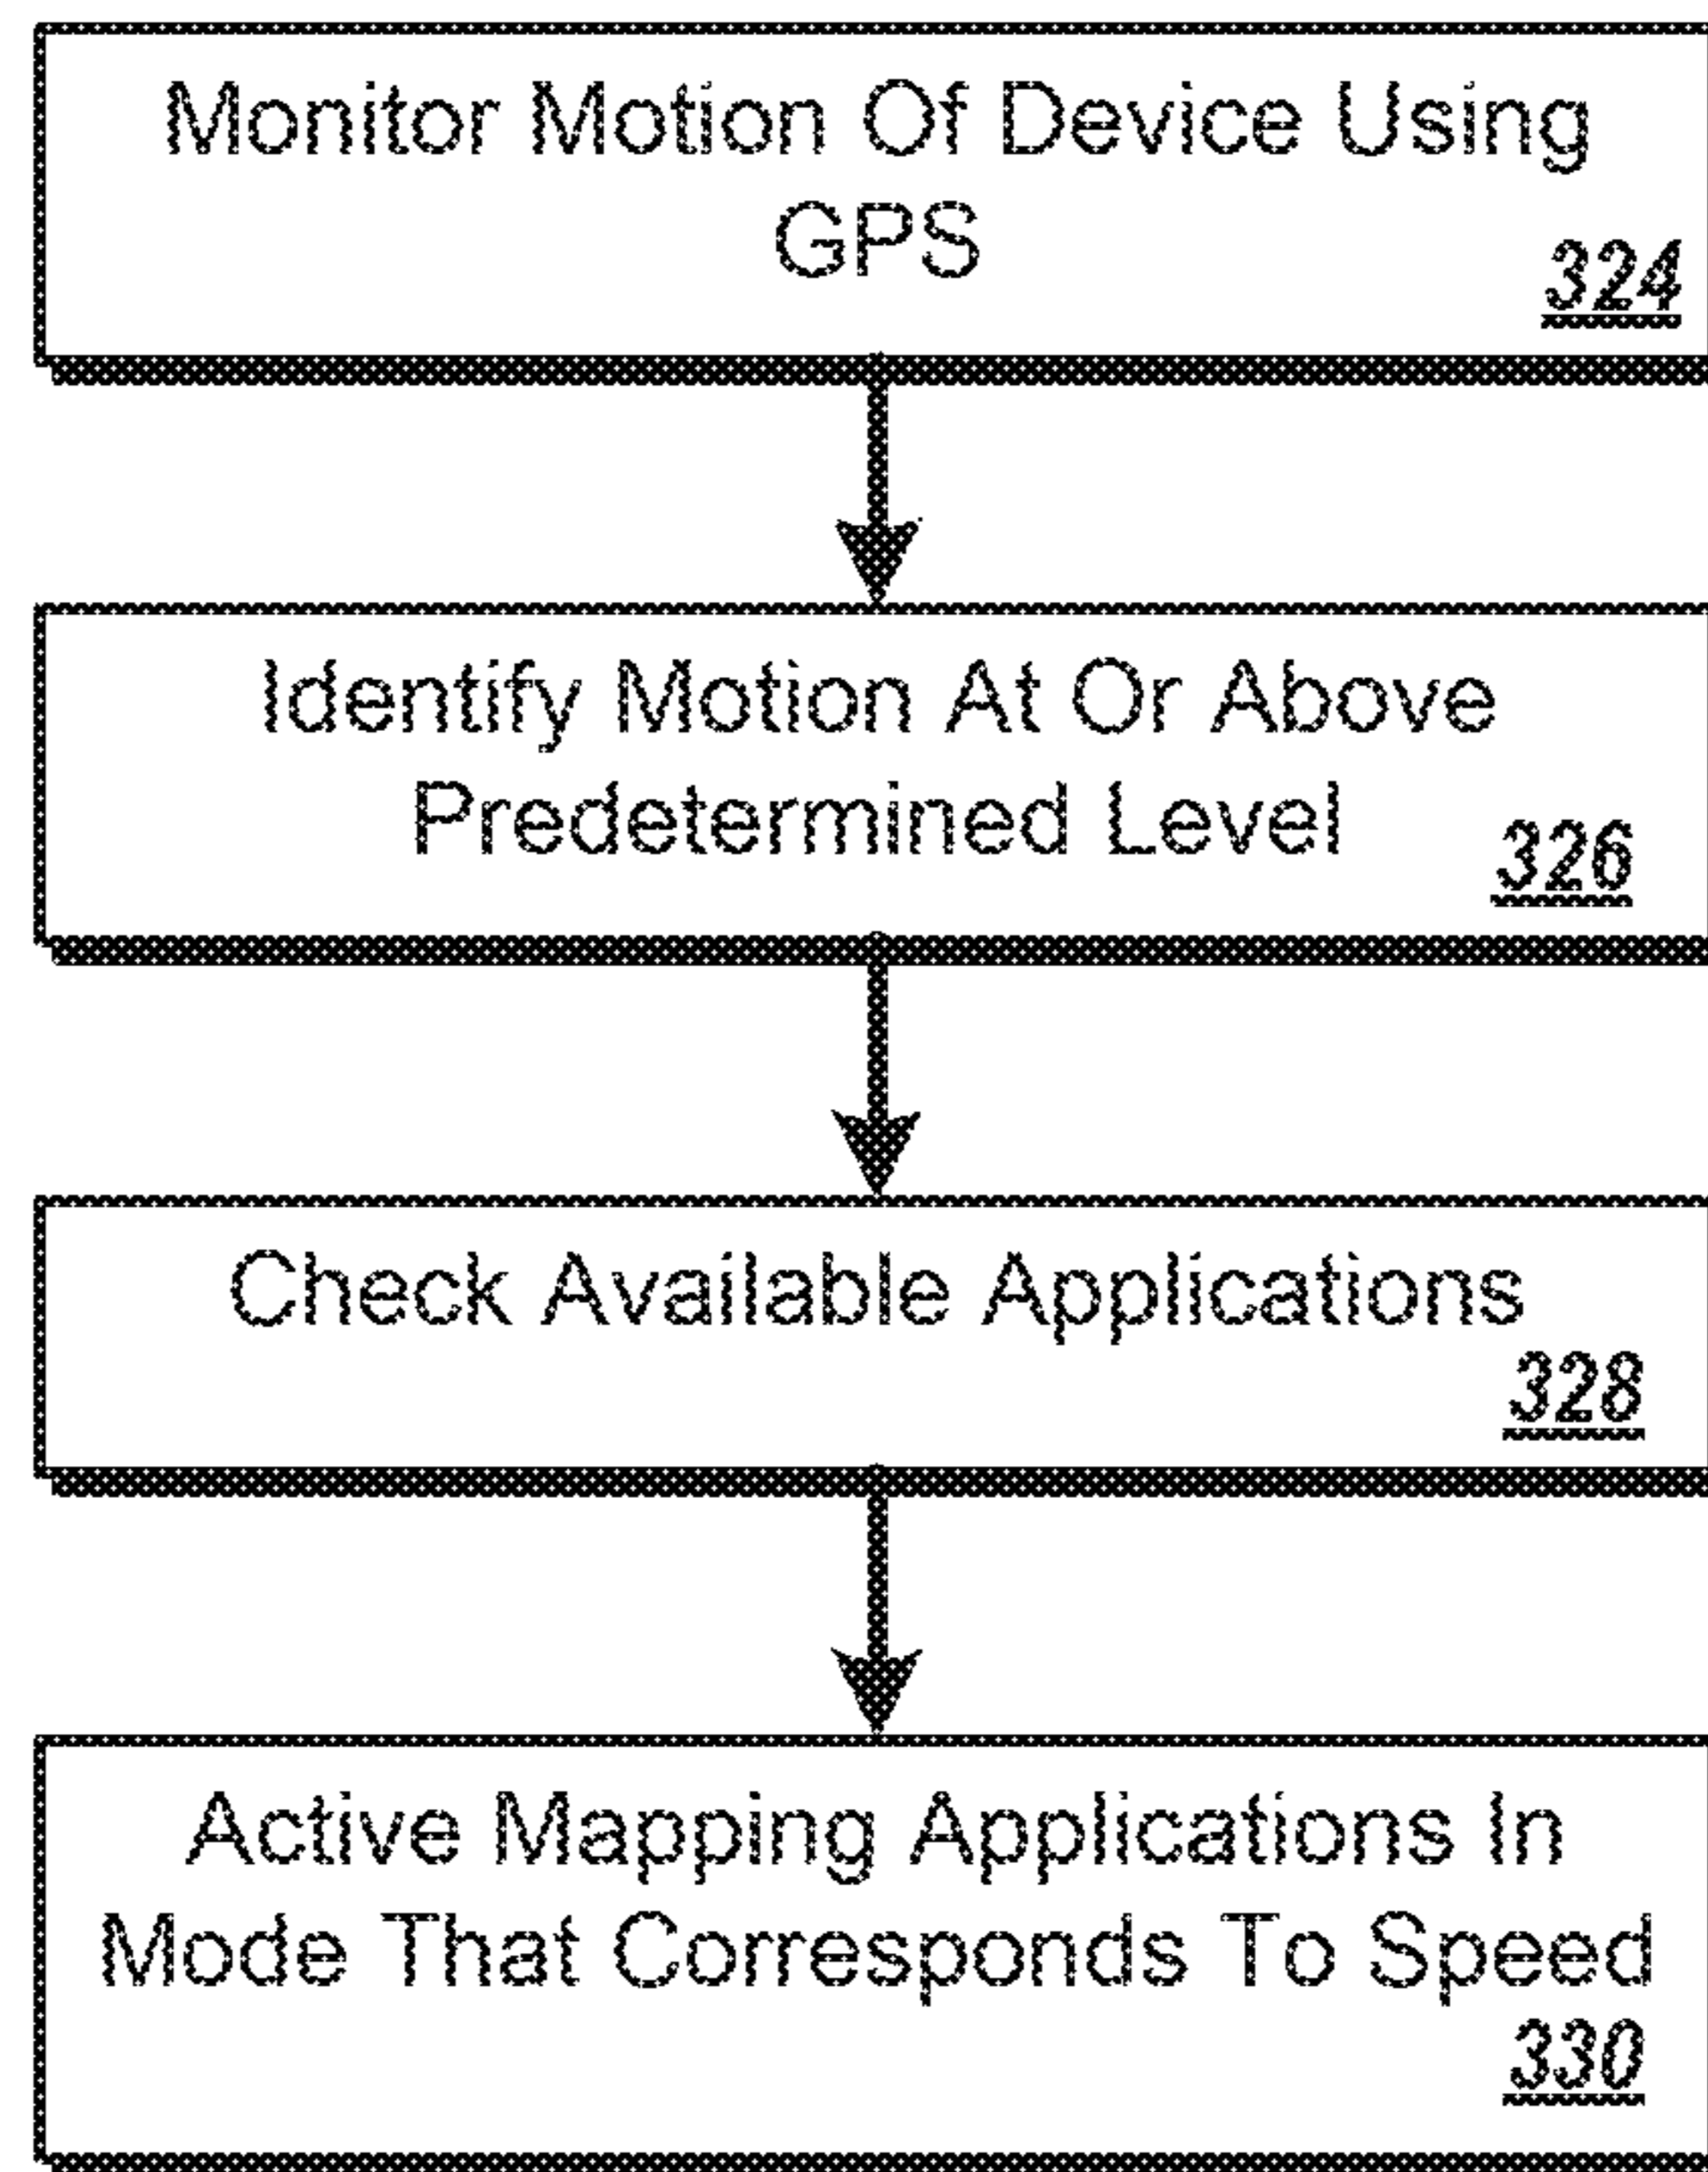 Monitor Motion Of Device Using
GPS
324
Identify Motion At Or Above
Predetermined Level
326
Check Available Applications
328
Active Mapping Applications In
Mode That Corresponds To Speed
330